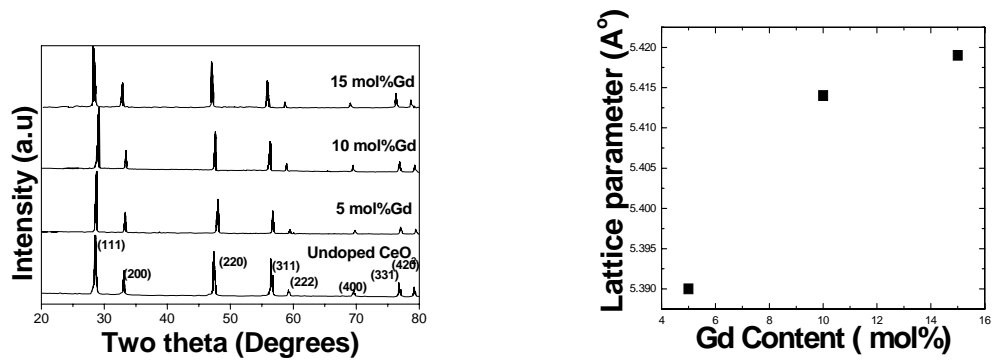 15 mol%Gd
10 mol%Gd
5 mol%Gd
Undoped CeO
(111)
(200)
(220)
(311)
(222)
(400)
(331)
(420)
20 30 40 50 60 70 80
Two theta (Degrees)
Intensity (a.u)
5.420
5.415
5.410
5.405
5.400
5.395
5.390
4 6 8 10 12 14 16
Gd Content ( mol%)
Lattice parameter (Aº)